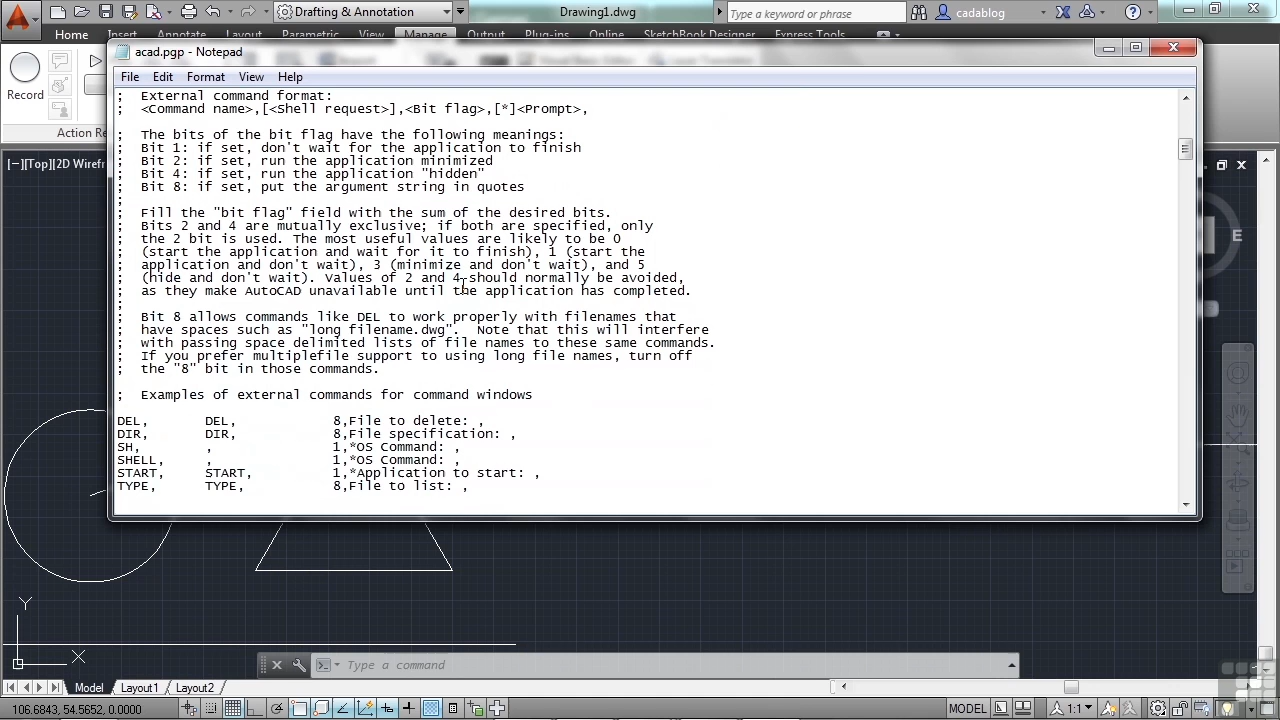 Drafting & Annotation
Drawing1.dwg
Type a keyword or phrase
cadablog
Home Insert Annotate Layout Parametric View Manage Output Plug-ins Online SketchBook Designer Express Tools
acad.pgp - Notepad
File Edit Format View Help
Record
Action Re
[−][Top][2D Wirefr
;  External command format:
;  <Command name>,[<Shell request>],<Bit flag>,[*]<Prompt>,
;  The bits of the bit flag have the following meanings:
;  Bit 1: if set, don't wait for the application to finish
;  Bit 2: if set, run the application minimized
;  Bit 4: if set, run the application "hidden"
;  Bit 8: if set, put the argument string in quotes
;
;  Fill the "bit flag" field with the sum of the desired bits.
;  Bits 2 and 4 are mutually exclusive; if both are specified, only
;  the 2 bit is used. The most useful values are likely to be 0
;  (start the application and wait for it to finish), 1 (start the
;  application and don't wait), 3 (minimize and don't wait), and 5
;  (hide and don't wait). Values of 2 and 4 should normally be avoided,
;  as they make AutoCAD unavailable until the application has completed.
;
;  Bit 8 allows commands like DEL to work properly with filenames that
;  have spaces such as "long filename.dwg".  Note that this will interfere
;  with passing space delimited lists of file names to these same commands.
;  If you prefer multiplefile support to using long file names, turn off
;  the "8" bit in those commands.
;  Examples of external commands for command windows
DEL,       DEL,            8,File to delete: ,
DIR,       DIR,            8,File specification: ,
SH,        ,               1,*OS Command: ,
SHELL,     ,               1,*OS Command: ,
START,     START,          1,*Application to start: ,
TYPE,      TYPE,           8,File to list: ,
E
Y
X
Type a command
Model Layout1 Layout2
106.6843, 54.5652, 0.0000
MODEL
1:1